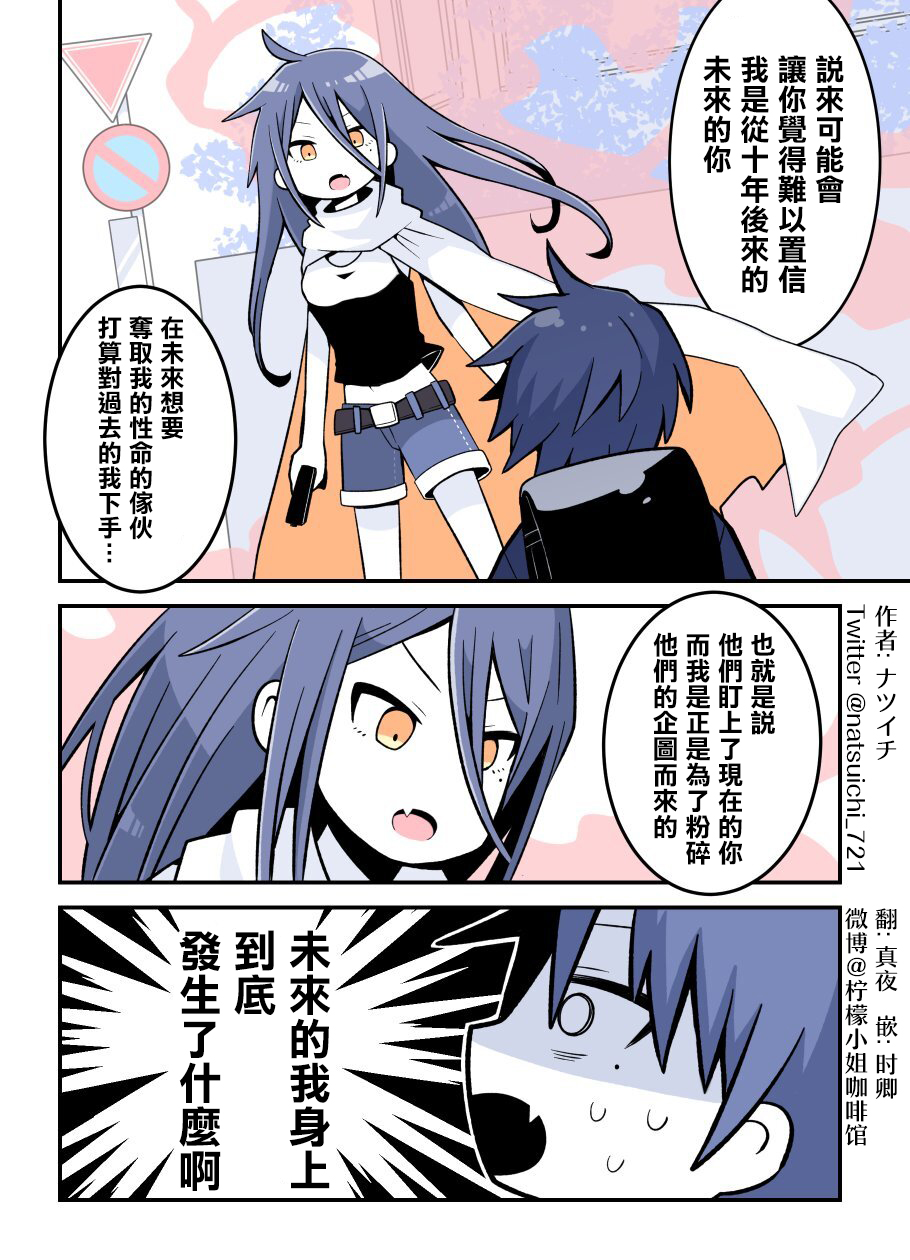 説來可能會
讓你覺得難以置信
我是從十年後來的
未來的你
在未來想要
奪取我的性命的傢伙
打算對過去的我下手…
也就是説
他們盯上了現在的你
而我是正是為了粉碎
他們的企圖而來的
未來的我身上
到底
發生了什麼啊
作者: ナツイチ
Twitter @natsuichi_721
翻: 真夜　嵌: 时卿
微博@柠檬小姐咖啡馆